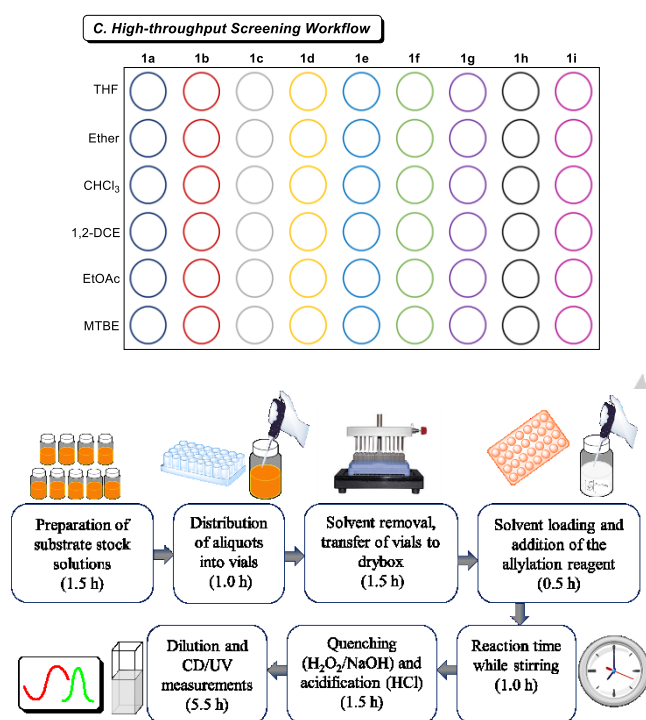 C. High-throughput Screening Workflow
1a 1b 1c 1d 1e 1f 1g 1h 1i
THF
Ether
CHCl₃
1,2-DCE
EtOAc
MTBE
Preparation of
substrate stock
solutions
(1.5 h)
Distribution
of aliquots
into vials
(1.0 h)
Solvent removal,
transfer of vials to
drybox
(1.5 h)
Solvent loading and
addition of the
allylation reagent
(0.5 h)
Dilution and
CD/UV
measurements
(5.5 h)
Quenching
(H₂O₂/NaOH) and
acidification (HCl)
(1.5 h)
Reaction time
while stirring
(1.0 h)